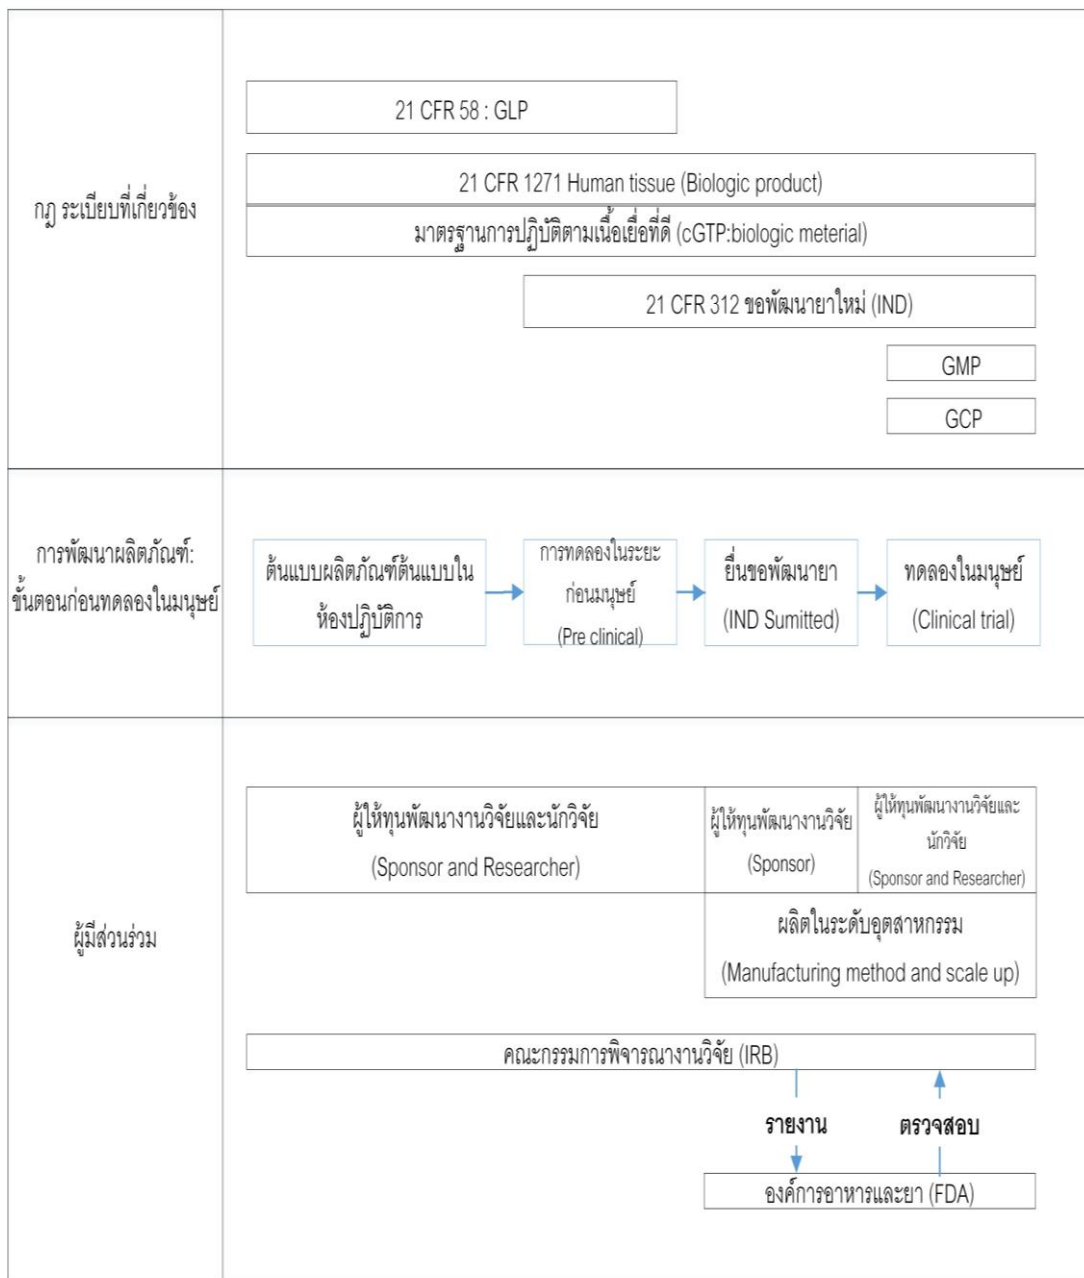 กฎ ระเบียบที่เกี่ยวข้อง
21 CFR 58 : GLP
21 CFR 1271 Human tissue (Biologic product)
มาตรฐานการปฏิบัติตามเนื้อเยื่อที่ดี (cGTP:biologic meterial)
21 CFR 312 ขอพัฒนายาใหม่ (IND)
GMP
GCP
การพัฒนาผลิตภัณฑ์:
ขั้นตอนก่อนทดลองในมนุษย์
ต้นแบบผลิตภัณฑ์ต้นแบบใน
ห้องปฏิบัติการ
การทดลองในระยะ
ก่อนมนุษย์
(Pre clinical)
ยื่นขอพัฒนายา
(IND Sumitted)
ทดลองในมนุษย์
(Clinical trial)
ผู้มีส่วนร่วม
ผู้ให้ทุนพัฒนางานวิจัยและนักวิจัย
(Sponsor and Researcher)
ผู้ให้ทุนพัฒนางานวิจัย
(Sponsor)
ผู้ให้ทุนพัฒนางานวิจัยและ
นักวิจัย
(Sponsor and Researcher)
ผลิตในระดับอุตสาหกรรม
(Manufacturing method and scale up)
คณะกรรมการพิจารณางานวิจัย (IRB)
รายงาน
ตรวจสอบ
องค์การอาหารและยา (FDA)